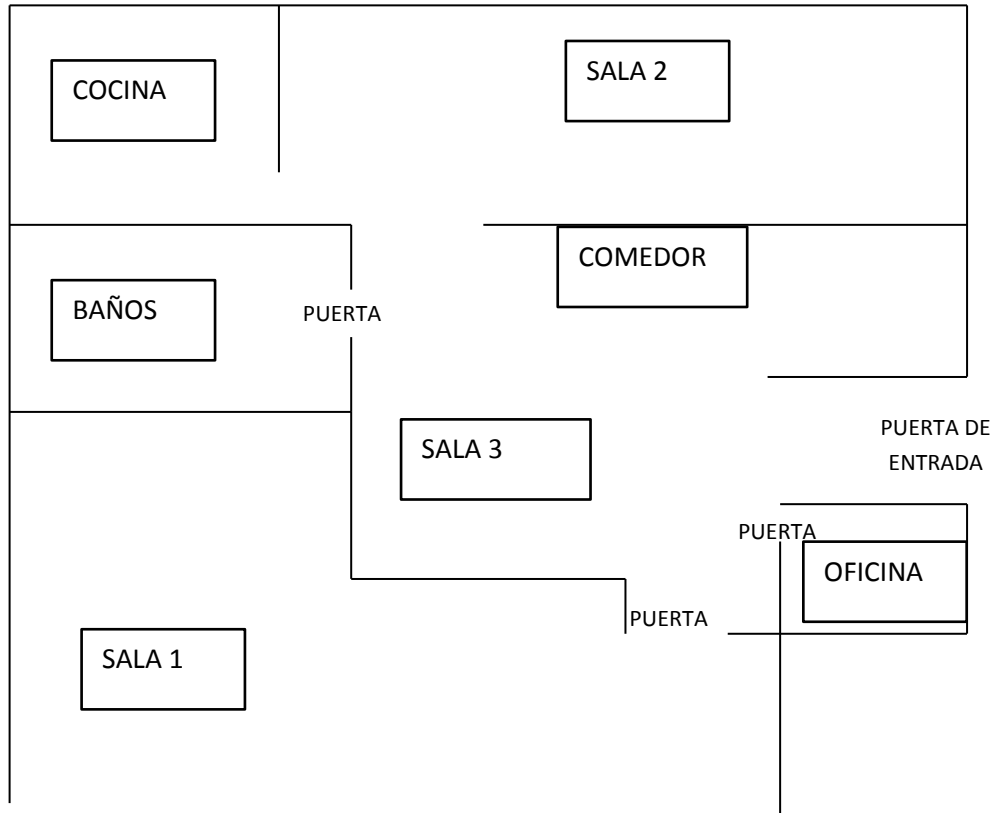 COCINA
SALA 2
COMEDOR
BAÑOS
PUERTA
SALA 3
PUERTA DE
ENTRADA
PUERTA
OFICINA
PUERTA
SALA 1